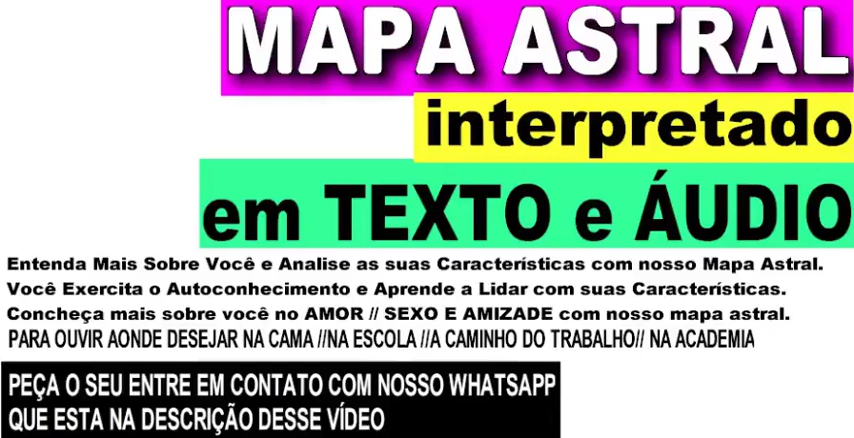 MAPA ASTRAL
interpretado
em TEXTO e ÁUDIO
Entenda Mais Sobre Você e Analise as suas Características com nosso Mapa Astral.
Você Exercita o Autoconhecimento e Aprende a Lidar com suas Características.
Concheça mais sobre você no AMOR // SEXO E AMIZADE com nosso mapa astral.
PARA OUVIR AONDE DESEJAR NA CAMA //NA ESCOLA //A CAMINHO DO TRABALHO// NA ACADEMIA
PEÇA O SEU ENTRE EM CONTATO COM NOSSO WHATSAPP
QUE ESTA NA DESCRIÇÃO DESSE VÍDEO